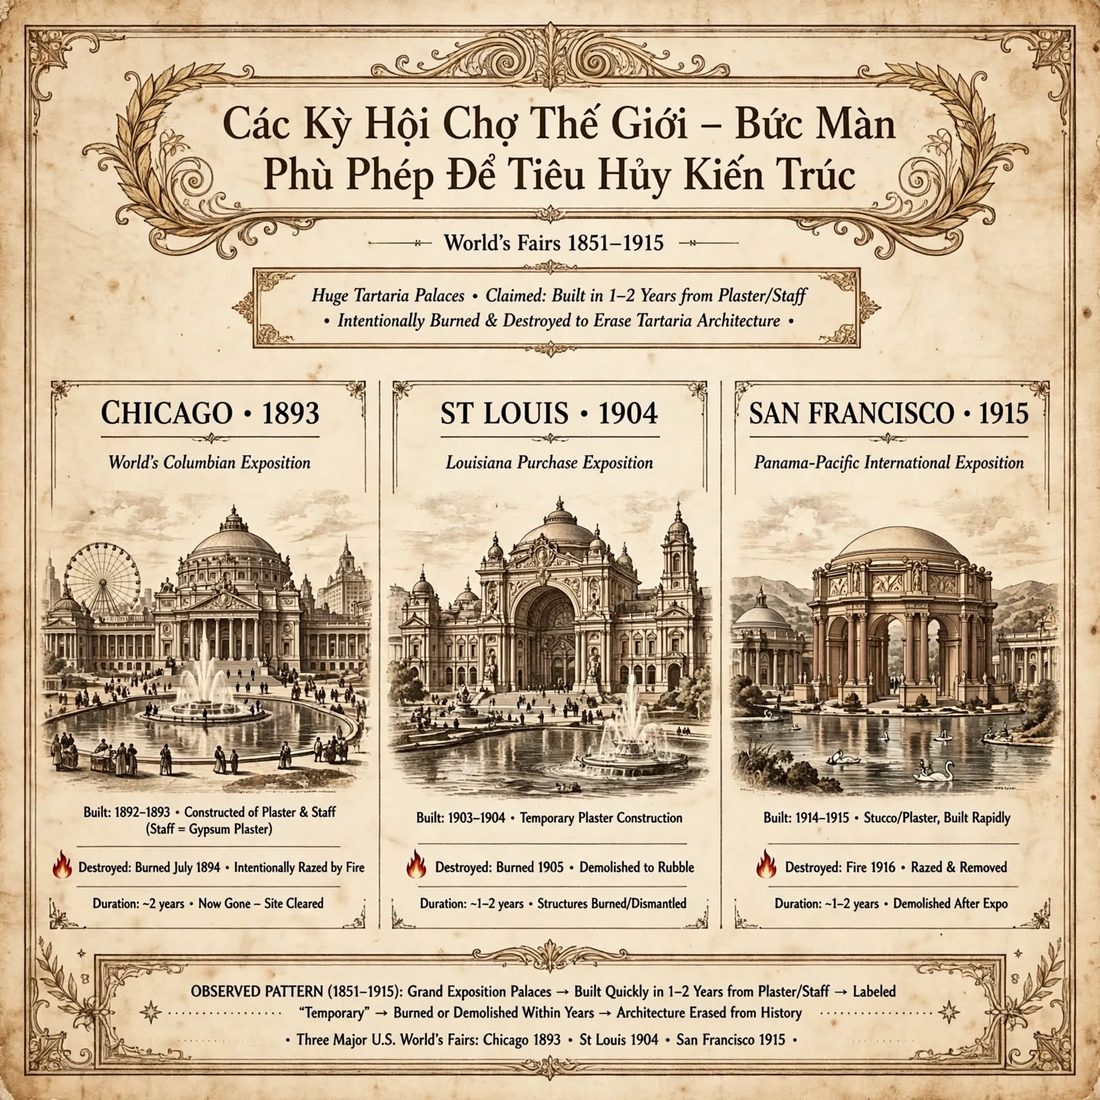 Các Kỳ Hội Chợ Thế Giới – Bức Màn
Phù Phép Để Tiêu Hủy Kiến Trúc
World's Fairs 1851–1915
Huge Tartaria Palaces • Claimed: Built in 1–2 Years from Plaster/Staff
• Intentionally Burned & Destroyed to Erase Tartaria Architecture •
CHICAGO • 1893
World's Columbian Exposition
Built: 1892–1893 • Constructed of Plaster & Staff
(Staff = Gypsum Plaster)
Destroyed: Burned July 1894 • Intentionally Razed by Fire
Duration: ~2 years • Now Gone – Site Cleared
ST LOUIS • 1904
Louisiana Purchase Exposition
Built: 1903–1904 • Temporary Plaster Construction
Destroyed: Burned 1905 • Demolished to Rubble
Duration: ~1–2 years • Structures Burned/Dismantled
SAN FRANCISCO • 1915
Panama-Pacific International Exposition
Built: 1914–1915 • Stucco/Plaster, Built Rapidly
Destroyed: Fire 1916 • Razed & Removed
Duration: ~1–2 years • Demolished After Expo
OBSERVED PATTERN (1851–1915): Grand Exposition Palaces → Built Quickly in 1–2 Years from Plaster/Staff → Labeled
"Temporary" → Burned or Demolished Within Years → Architecture Erased from History
• Three Major U.S. World's Fairs: Chicago 1893 • St Louis 1904 • San Francisco 1915 •